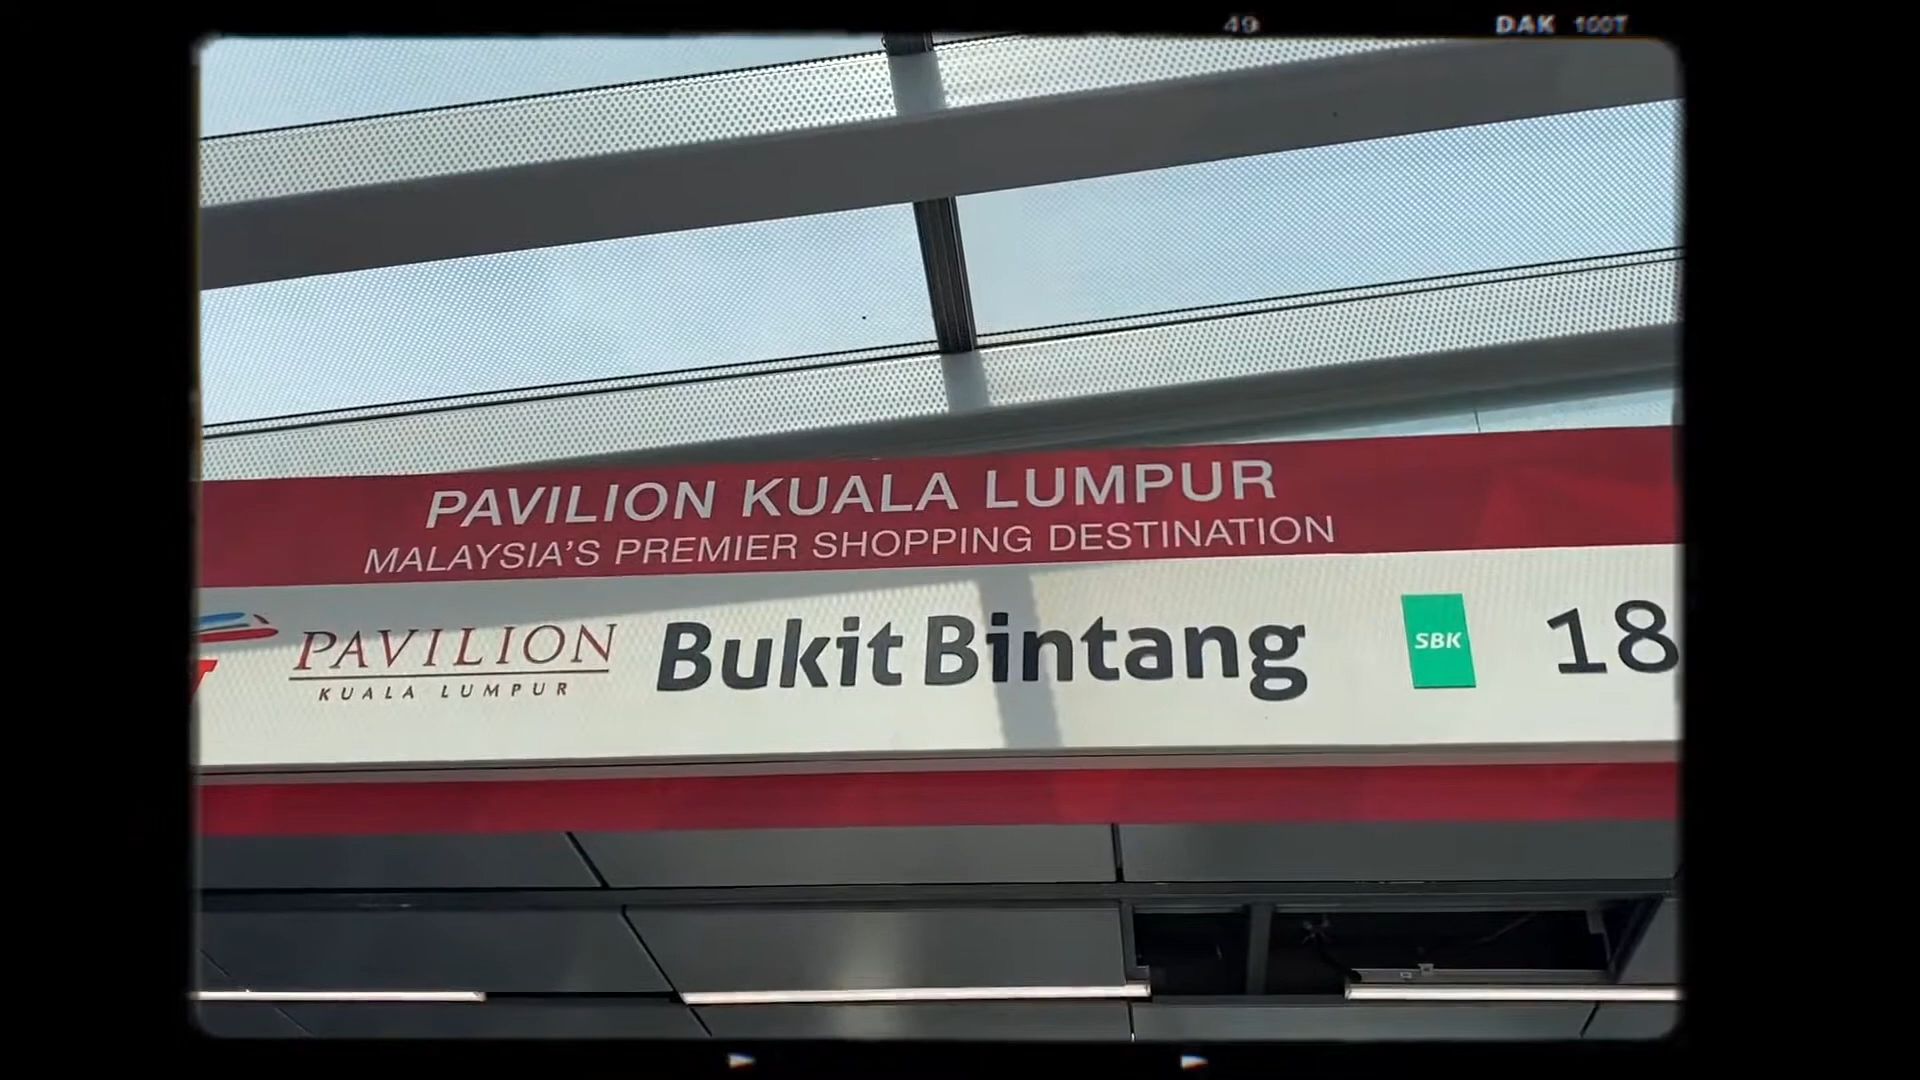 49 DAK 100T
PAVILION KUALA LUMPUR
MALAYSIA'S PREMIER SHOPPING DESTINATION
PAVILION
KUALA LUMPUR
Bukit Bintang
SBK
18